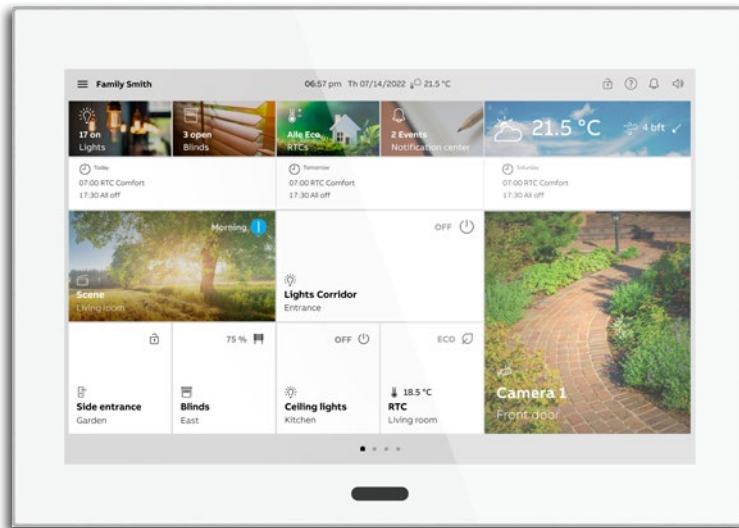 Family Smith
06:57 pm Th 07/14/2022 21.5 °C
17 on
Lights
3 open
Blinds
Alle Eco
RTCs
2 Events
Notification center
21.5 °C
4 bft
Today
07:00 RTC Comfort
17:30 All off
Tomorrow
07:00 RTC Comfort
17:30 All off
Saturday
07:00 RTC Comfort
17:30 All off
Morning
Scene
Living room
OFF
Lights Corridor
Entrance
Side entrance
Garden
75 %
Blinds
East
OFF
Ceiling lights
Kitchen
ECO
18.5 °C
RTC
Living room
Camera 1
Front door